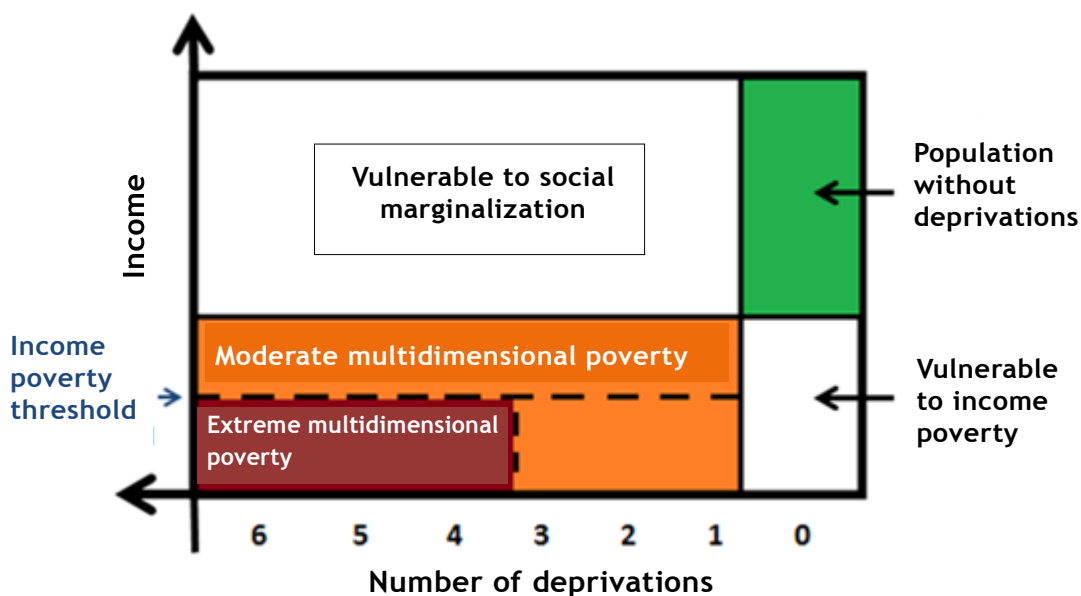 Income
Vulnerable to social
marginalization
Population
without
deprivations
Income
poverty
threshold
Moderate multidimensional poverty
Extreme multidimensional
poverty
Vulnerable
to income
poverty
6 5 4 3 2 1 0
Number of deprivations